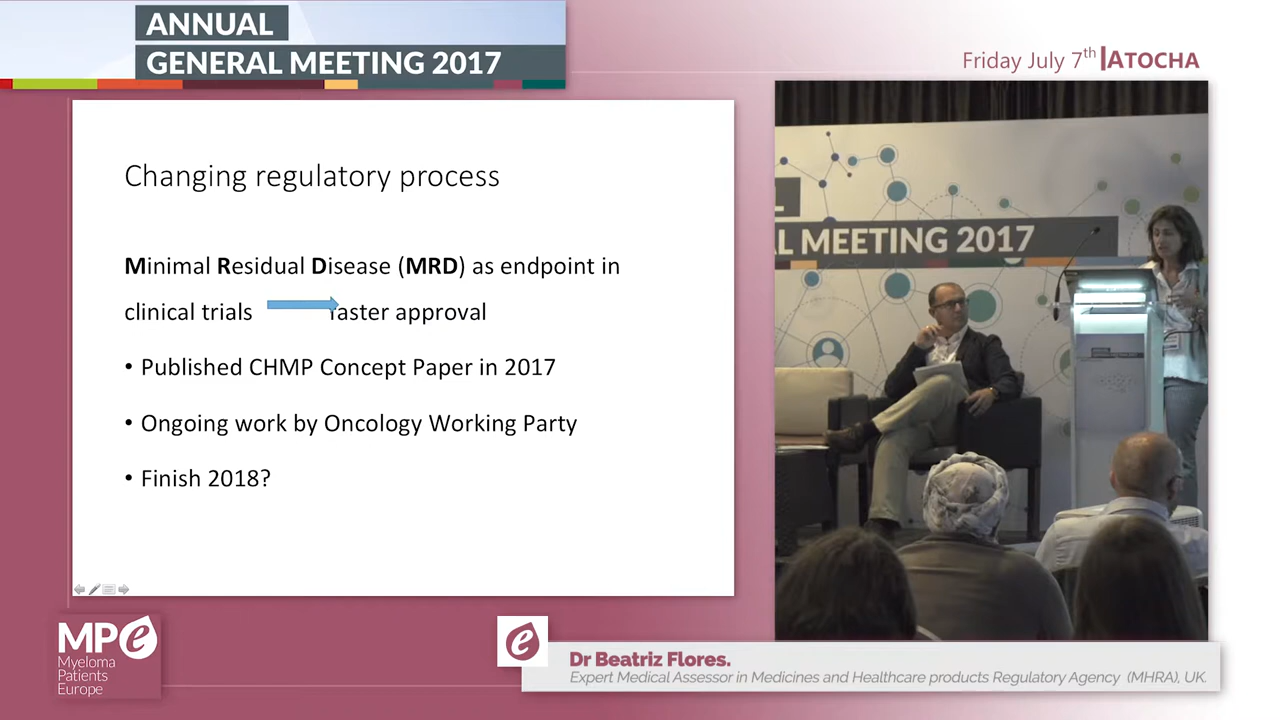 ANNUAL
GENERAL MEETING 2017
Friday July 7th ATOCHA
Changing regulatory process
Minimal Residual Disease (MRD) as endpoint in
clinical trials faster approval
• Published CHMP Concept Paper in 2017
• Ongoing work by Oncology Working Party
• Finish 2018?
L
L MEETING 2017
MPe
Myeloma
Patients
Europe
e
Dr Beatriz Flores.
Expert Medical Assessor in Medicines and Healthcare products Regulatory Agency (MHRA), UK.